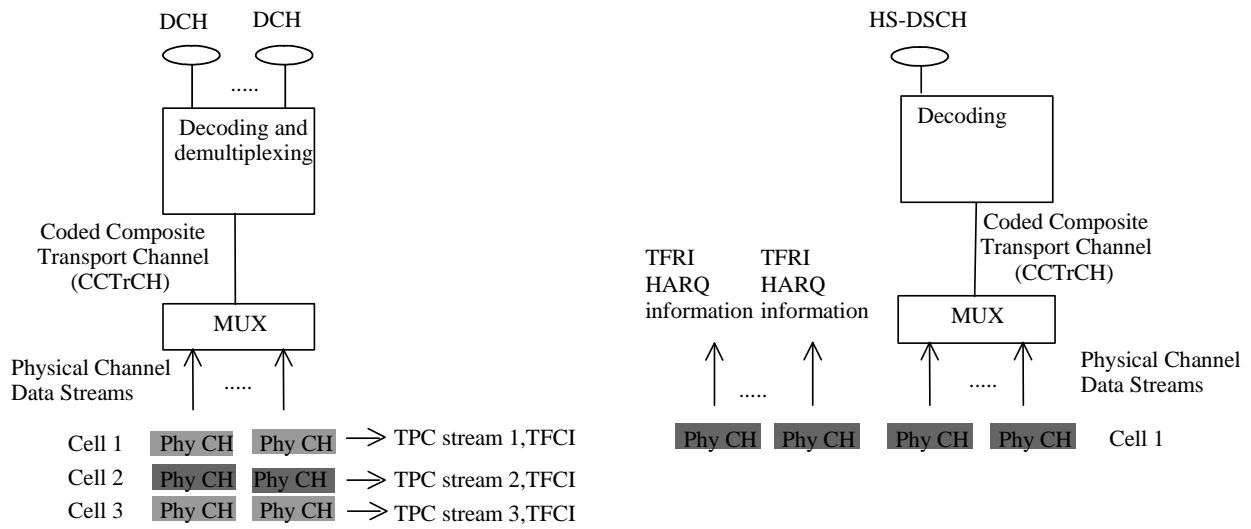 DCH DCH
.....
Decoding and
demultiplexing
Coded Composite
Transport Channel
(CCTrCH)
MUX
Physical Channel
Data Streams
.....
Cell 1 Phy CH Phy CH TPC stream 1,TFCI
Cell 2 Phy CH Phy CH TPC stream 2,TFCI
Cell 3 Phy CH Phy CH TPC stream 3,TFCI
HS-DSCH
Decoding
Coded Composite
Transport Channel
(CCTrCH)
TFRI
HARQ
information
TFRI
HARQ
information
MUX
Physical Channel
Data Streams
.....
.....
Phy CH Phy CH Phy CH Phy CH Cell 1